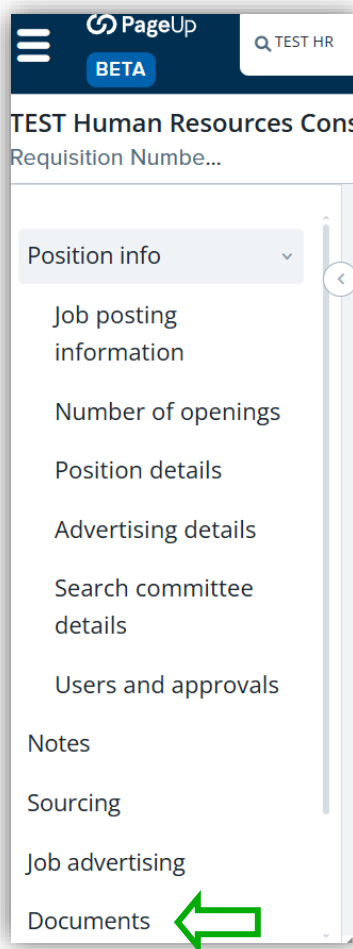 PageUp
BETA
TEST HR
TEST Human Resources Cons
Requisition Numbe...
Position info
Job posting
information
Number of openings
Position details
Advertising details
Search committee
details
Users and approvals
Notes
Sourcing
Job advertising
Documents